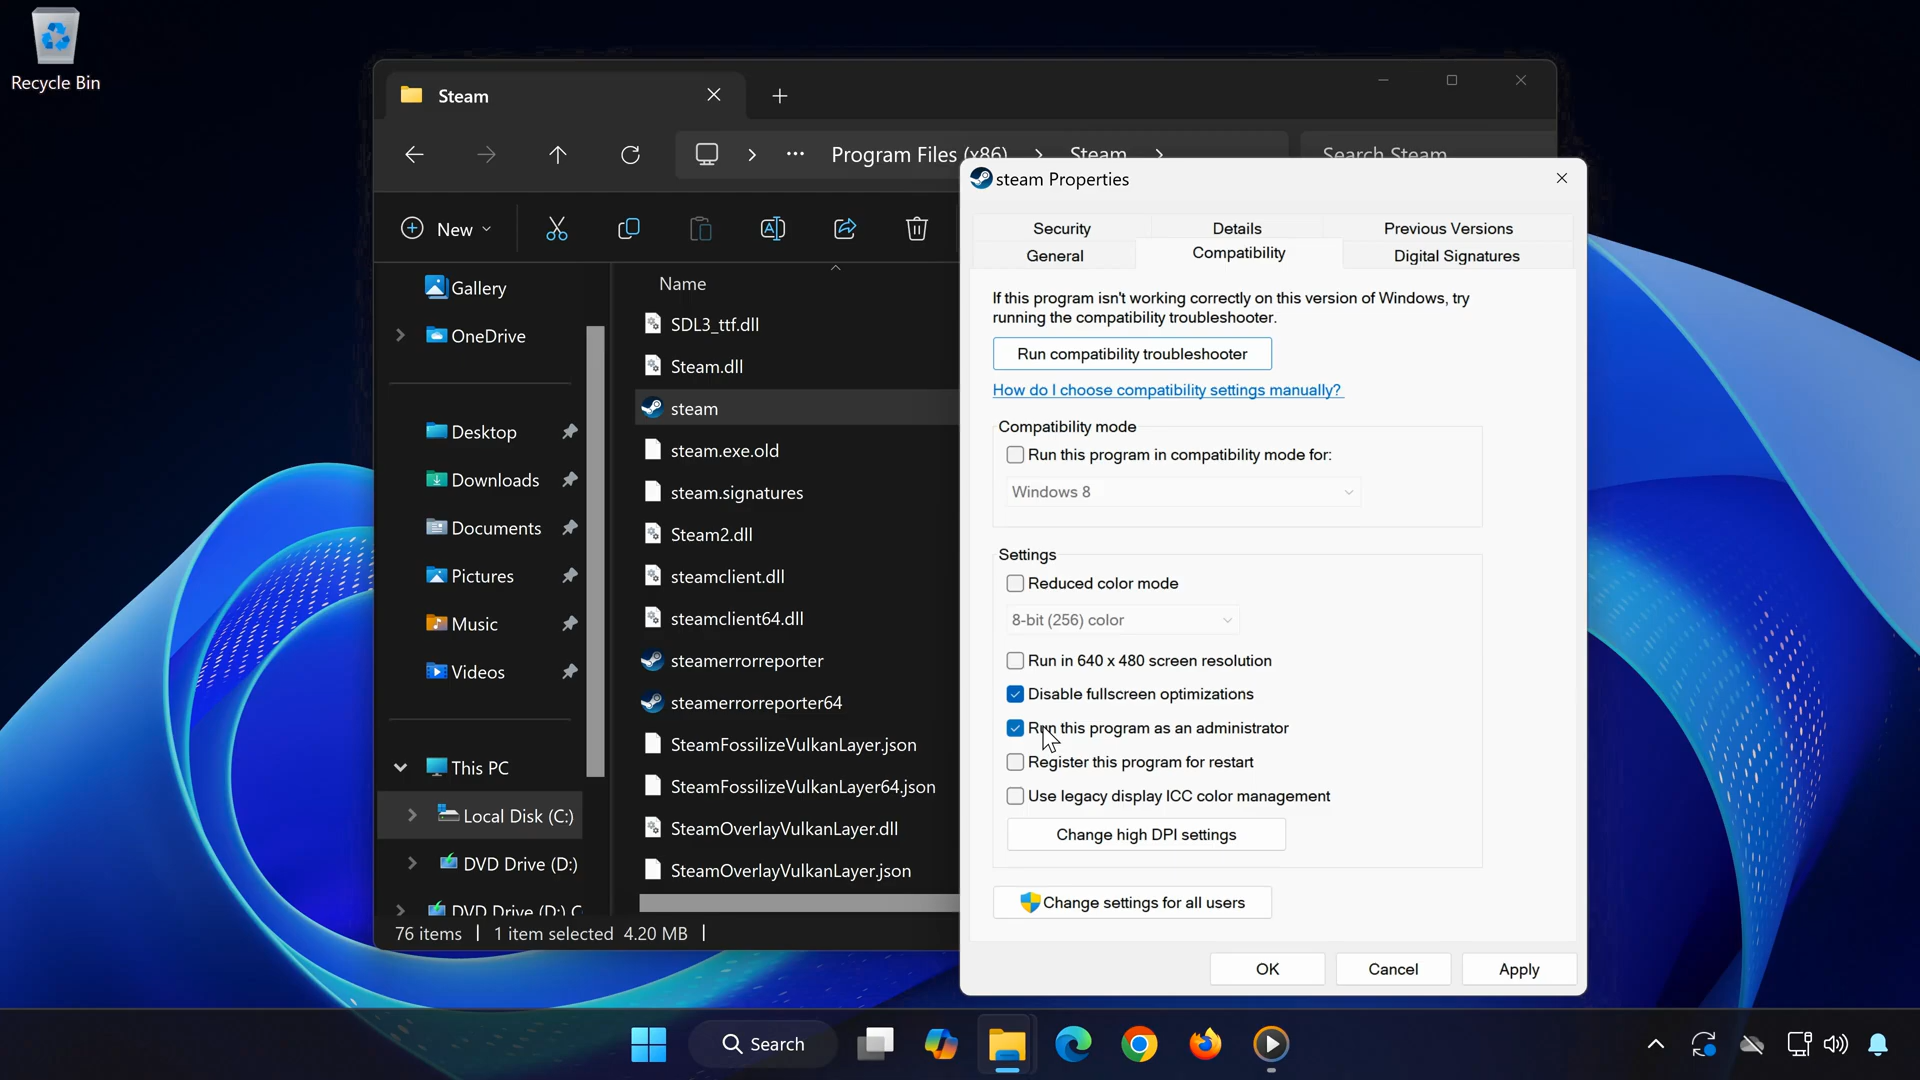 Recycle Bin
Steam
Program Files (x86)
Steam
Search Steam
New
Gallery
OneDrive
Desktop
Downloads
Documents
Pictures
Music
Videos
This PC
Local Disk (C:)
DVD Drive (D:)
DVD Drive (D:) C
Name
SDL3_ttf.dll
Steam.dll
steam
steam.exe.old
steam.signatures
Steam2.dll
steamclient.dll
steamclient64.dll
steamerrorreporter
steamerrorreporter64
SteamFossilizeVulkanLayer.json
SteamFossilizeVulkanLayer64.json
SteamOverlayVulkanLayer.dll
SteamOverlayVulkanLayer.json
76 items
1 item selected 4.20 MB
steam Properties
Security
Details
Previous Versions
General
Compatibility
Digital Signatures
If this program isn't working correctly on this version of Windows, try
running the compatibility troubleshooter.
Run compatibility troubleshooter
How do I choose compatibility settings manually?
Compatibility mode
Run this program in compatibility mode for:
Windows 8
Settings
Reduced color mode
8-bit (256) color
Run in 640 x 480 screen resolution
Disable fullscreen optimizations
Run this program as an administrator
Register this program for restart
Use legacy display ICC color management
Change high DPI settings
Change settings for all users
OK
Cancel
Apply
Search